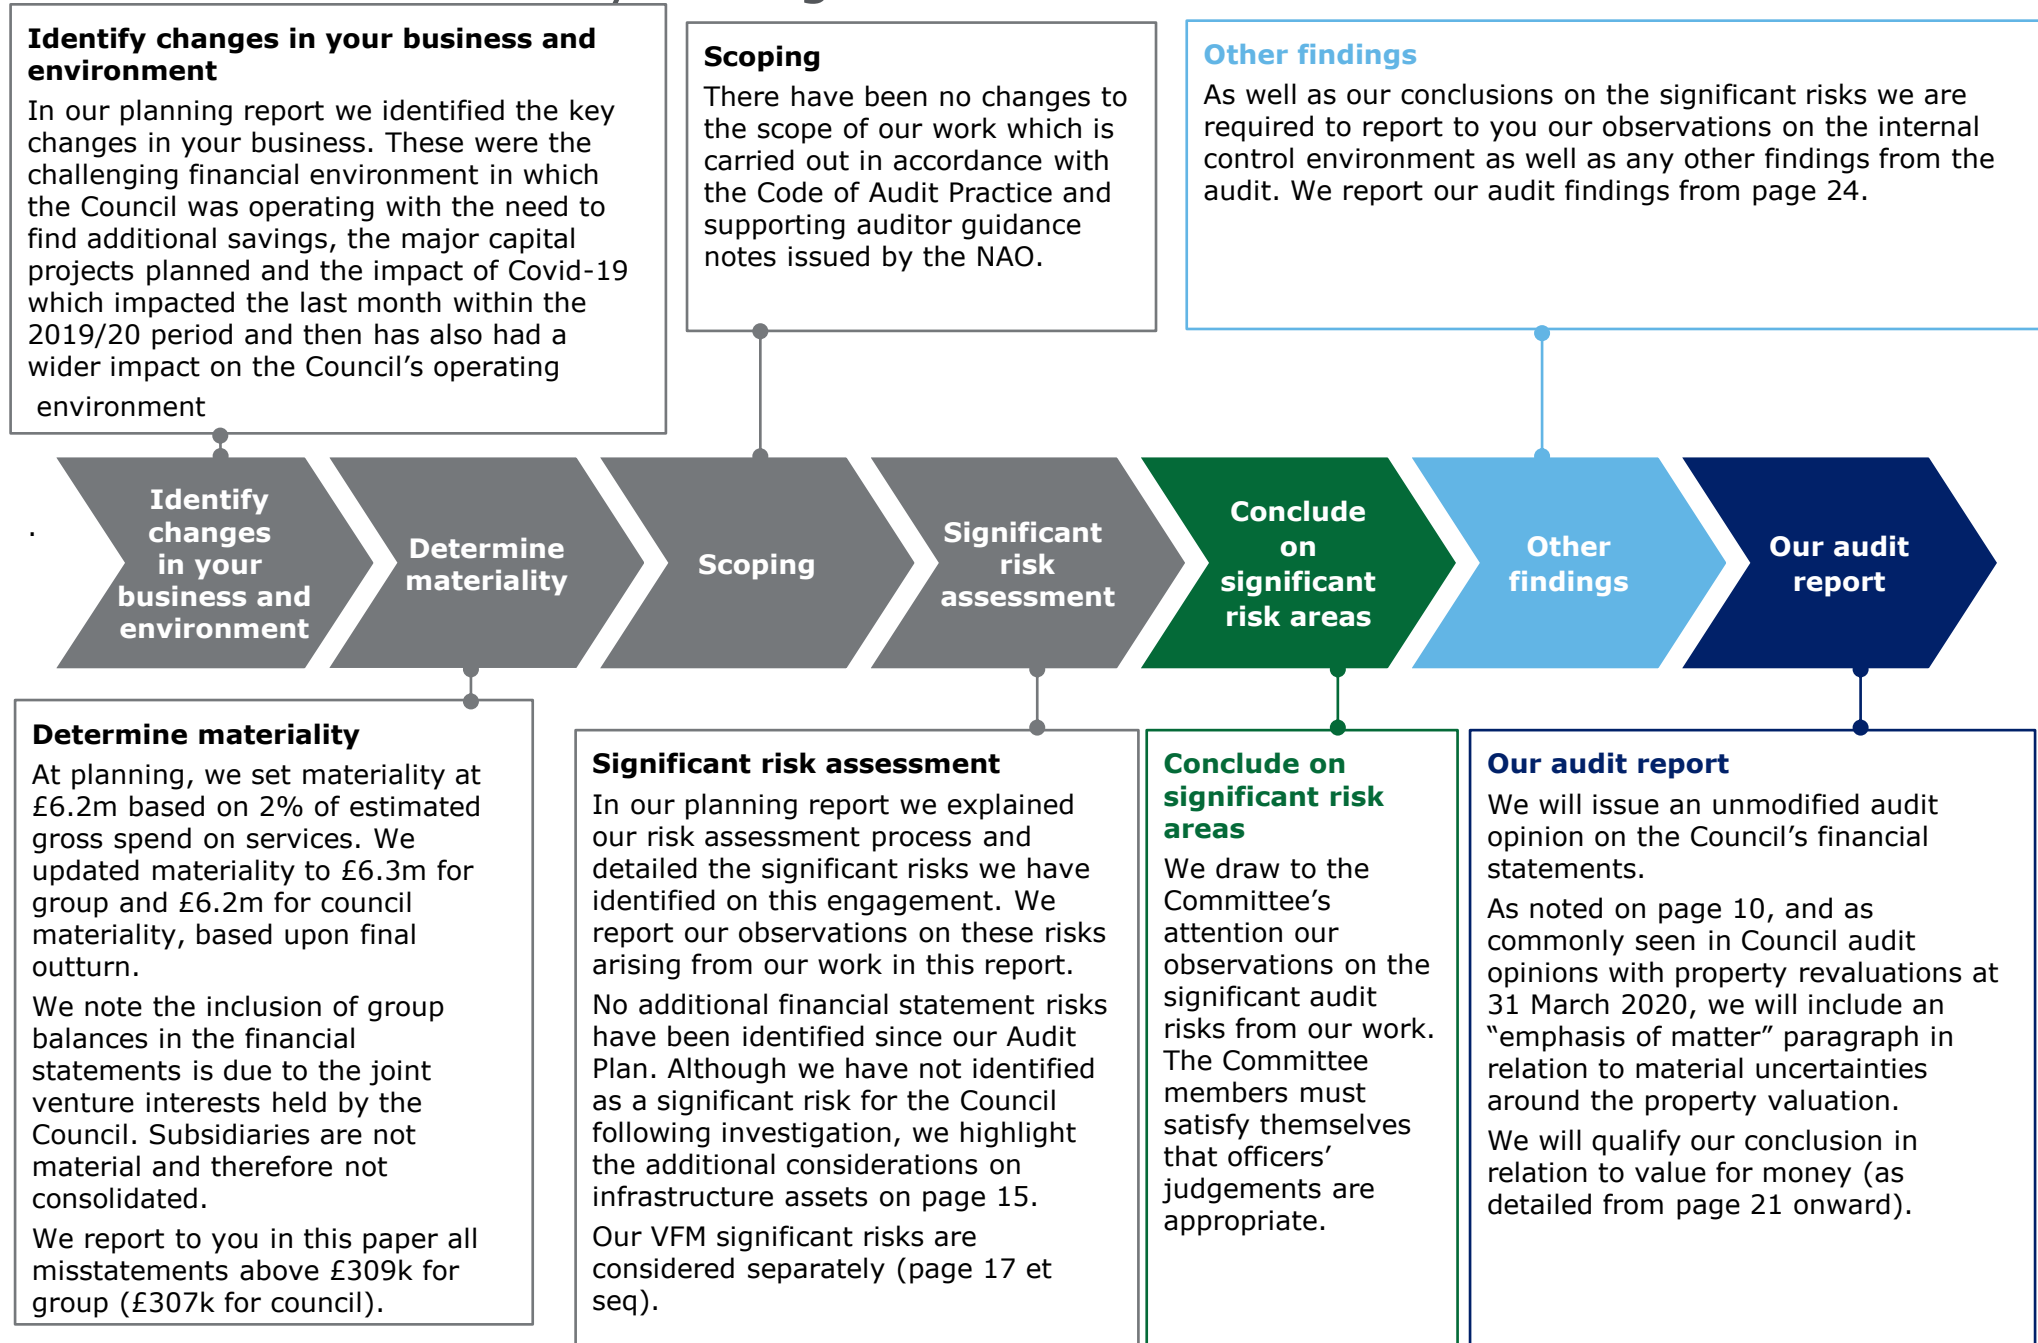 Identify changes in your business and
environment
In our planning report we identified the key
changes in your business. These were the
challenging financial environment in which
the Council was operating with the need to
find additional savings, the major capital
projects planned and the impact of Covid-19
which impacted the last month within the
2019/20 period and then has also had a
wider impact on the Council’s operating
environment
Scoping
There have been no changes to
the scope of our work which is
carried out in accordance with
the Code of Audit Practice and
supporting auditor guidance
notes issued by the NAO.
Other findings
As well as our conclusions on the significant risks we are
required to report to you our observations on the internal
control environment as well as any other findings from the
audit. We report our audit findings from page 24.
.
Identify
changes
in your
business and
environment
Determine
materiality
Scoping
Significant
risk
assessment
Conclude
on
significant
risk areas
Other
findings
Our audit
report
Determine materiality
At planning, we set materiality at
£6.2m based on 2% of estimated
gross spend on services. We
updated materiality to £6.3m for
group and £6.2m for council
materiality, based upon final
outturn.
We note the inclusion of group
balances in the financial
statements is due to the joint
venture interests held by the
Council. Subsidiaries are not
material and therefore not
consolidated.
We report to you in this paper all
misstatements above £309k for
group (£307k for council).
Significant risk assessment
In our planning report we explained
our risk assessment process and
detailed the significant risks we have
identified on this engagement. We
report our observations on these risks
arising from our work in this report.
No additional financial statement risks
have been identified since our Audit
Plan. Although we have not identified
as a significant risk for the Council
following investigation, we highlight
the additional considerations on
infrastructure assets on page 15.
Our VFM significant risks are
considered separately (page 17 et
seq).
Conclude on
significant risk
areas
We draw to the
Committee’s
attention our
observations on the
significant audit
risks from our work.
The Committee
members must
satisfy themselves
that officers’
judgements are
appropriate.
Our audit report
We will issue an unmodified audit
opinion on the Council’s financial
statements.
As noted on page 10, and as
commonly seen in Council audit
opinions with property revaluations at
31 March 2020, we will include an
“emphasis of matter” paragraph in
relation to material uncertainties
around the property valuation.
We will qualify our conclusion in
relation to value for money (as
detailed from page 21 onward).